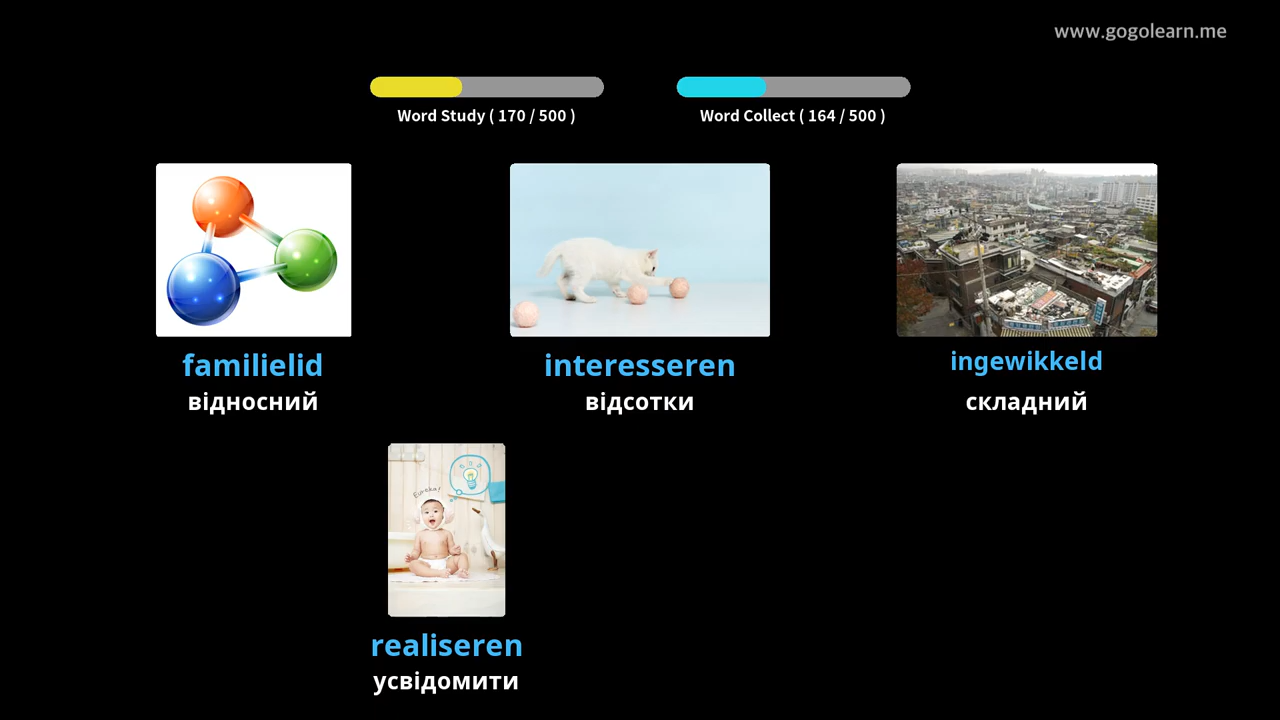 www.gogolearn.me
Word Study ( 170 / 500 )
Word Collect ( 164 / 500 )
familielid
відносний
interesseren
відсотки
ingewikkeld
складний
Eureka!
realiseren
усвідомити